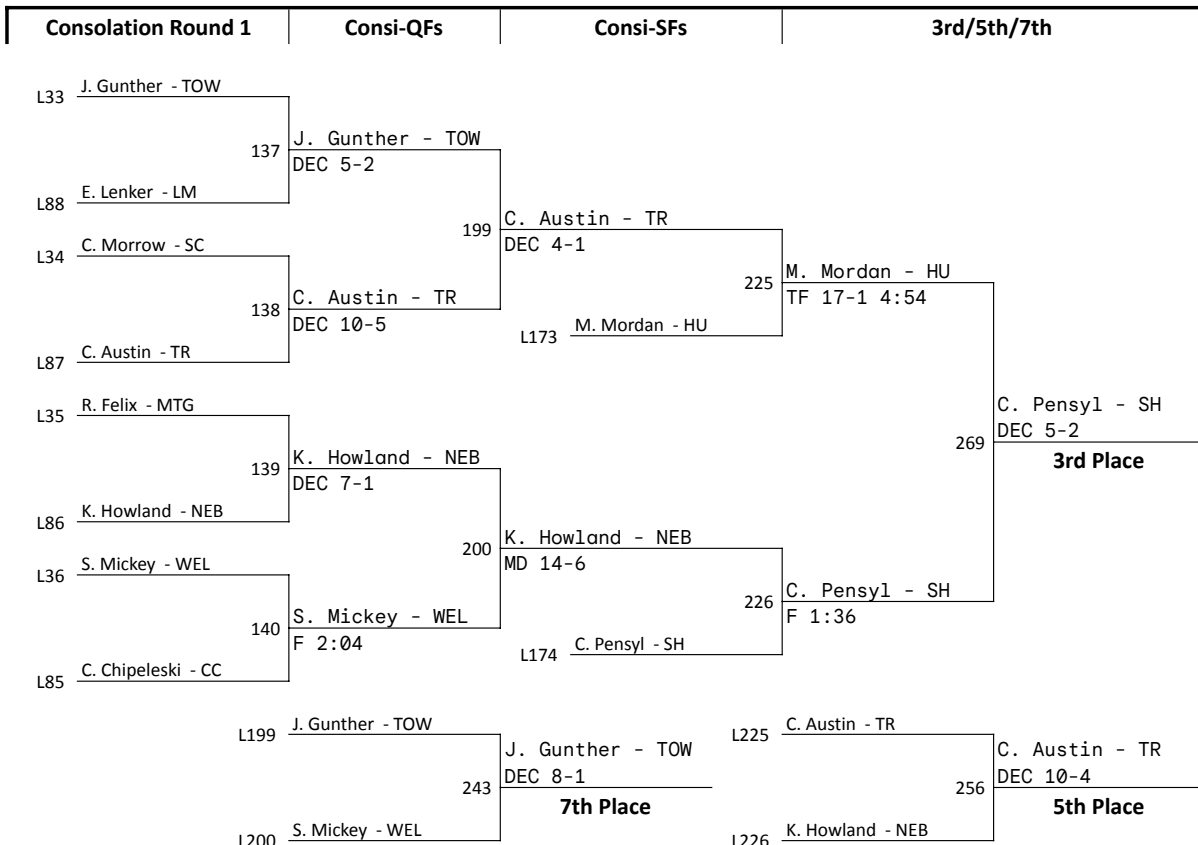 Consolation Round 1 Consi-QFs Consi-SFs 3rd/5th/7th
L33 J. Gunther - TOW
137 J. Gunther - TOW
DEC 5-2
L88 E. Lenker - LM
199 C. Austin - TR
DEC 4-1
L34 C. Morrow - SC
225 M. Mordan - HU
TF 17-1 4:54
138 C. Austin - TR
DEC 10-5
L173 M. Mordan - HU
L87 C. Austin - TR
L35 R. Felix - MTG
269 C. Pensyl - SH
DEC 5-2
3rd Place
139 K. Howland - NEB
DEC 7-1
L86 K. Howland - NEB
200 K. Howland - NEB
MD 14-6
L36 S. Mickey - WEL
226 C. Pensyl - SH
F 1:36
140 S. Mickey - WEL
F 2:04
L174 C. Pensyl - SH
L85 C. Chipeleski - CC
L199 J. Gunther - TOW
243 J. Gunther - TOW
DEC 8-1
7th Place
L200 S. Mickey - WEL
L225 C. Austin - TR
256 C. Austin - TR
DEC 10-4
5th Place
L226 K. Howland - NEB